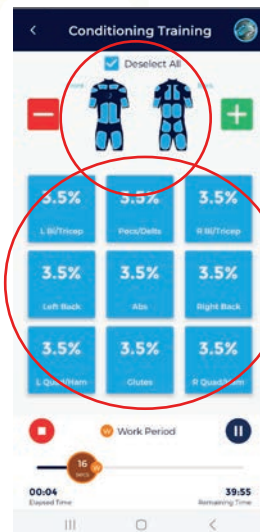 Conditioning Training
Deselect All
3.5% 3.5% 3.5%
L Bi/Tricep Pecs/Delts R Bi/Tricep
3.5% 3.5% 3.5%
Left Back Abs Right Back
3.5% 3.5% 3.5%
L Quad/Ham Glutes R Quad/Ham
W Work Period
16
secs
W
00:04 39:55
Elapsed Time Remaining Time